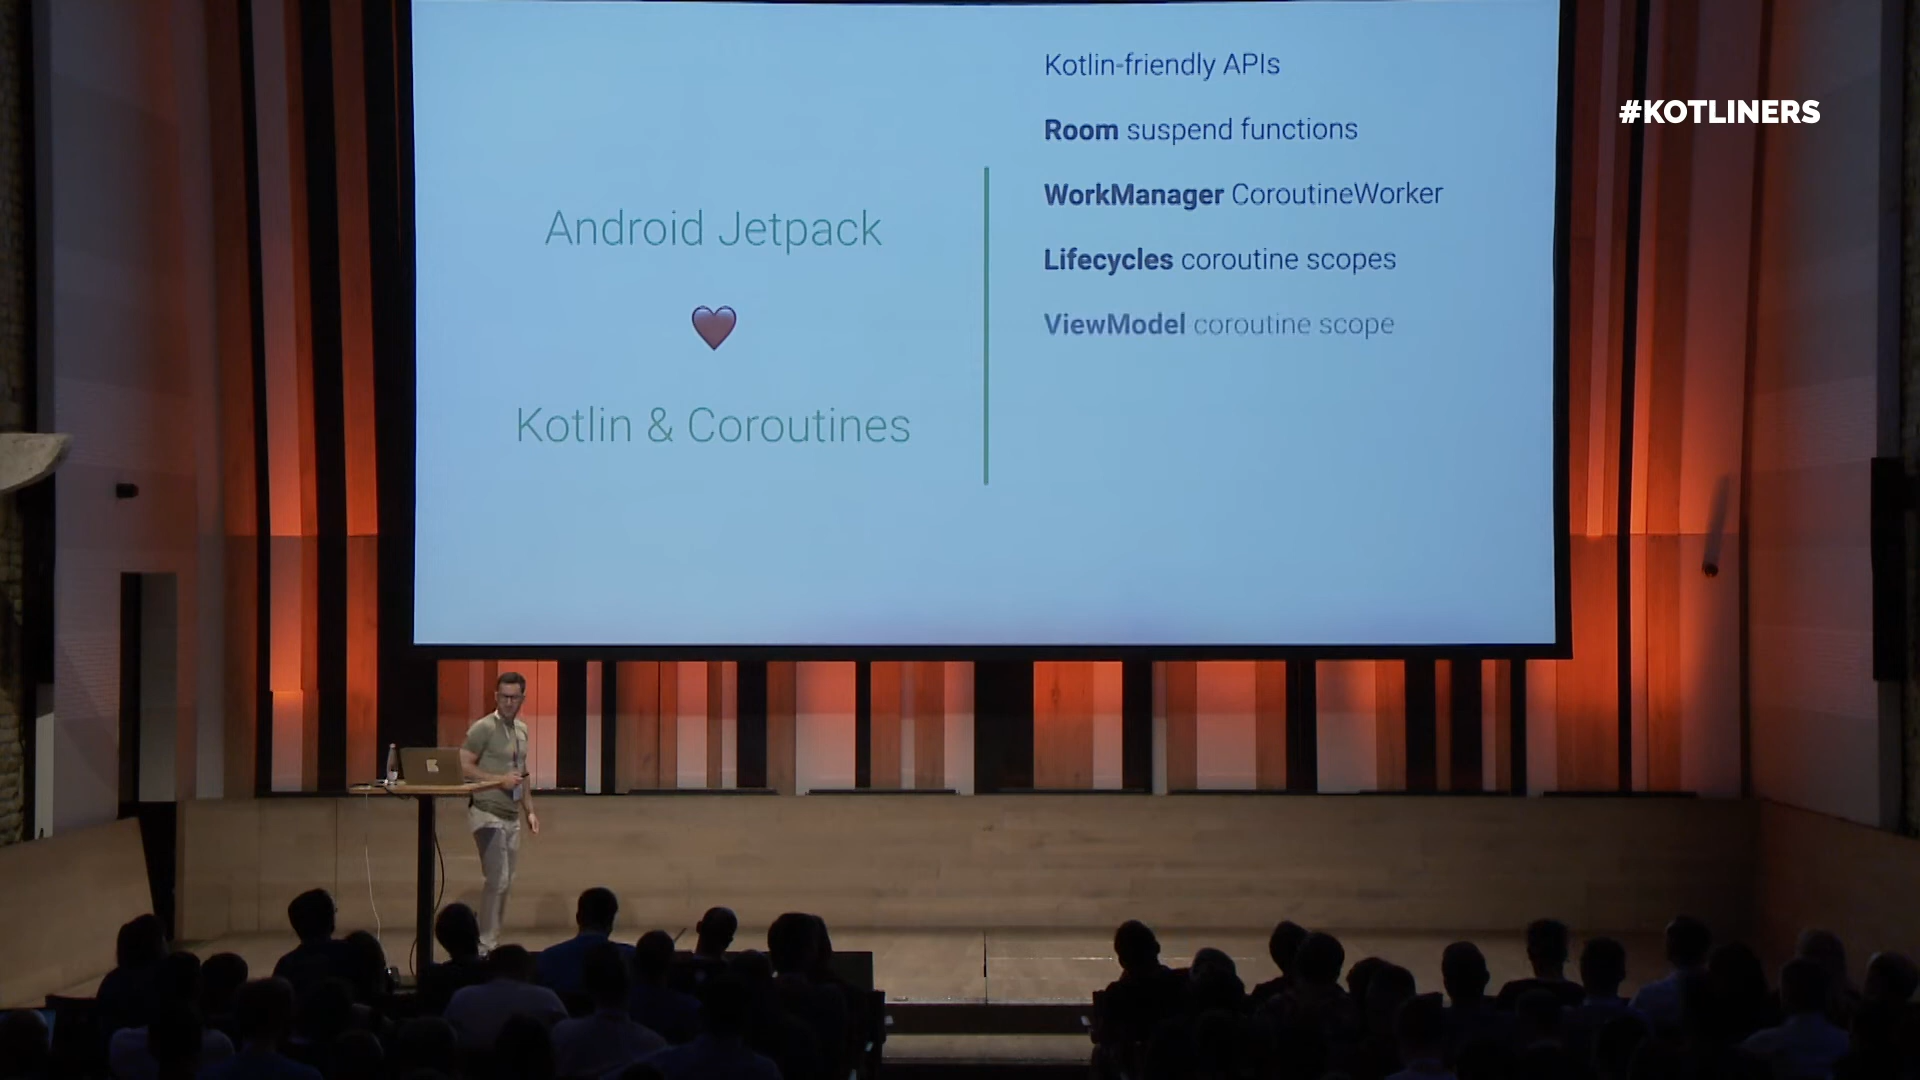 Android Jetpack
❤️
Kotlin & Coroutines
Kotlin-friendly APIs
Room suspend functions
WorkManager CoroutineWorker
Lifecycles coroutine scopes
ViewModel coroutine scope
#KOTLINERS